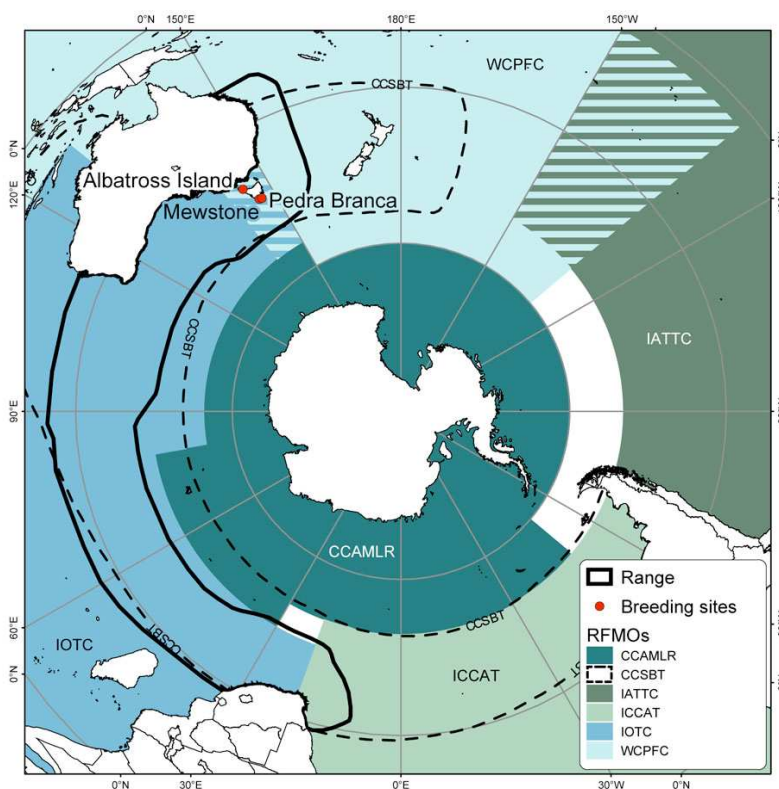 0°N
150°E
180°E
150°W
WCPFC
CCSBT
0°N
120°E
Albatross Island
Pedra Branca
Mewstone
CCSBT
IATTC
90°E
CCAMLR
60°E
IOTC
CCSBT
CCSBT
ICCAT
0°N
0°N
30°E
0°E
30°W
0°N
Range
Breeding sites
RFMOs
CCAMLR
CCSBT
IATTC
ICCAT
IOTC
WCPFC